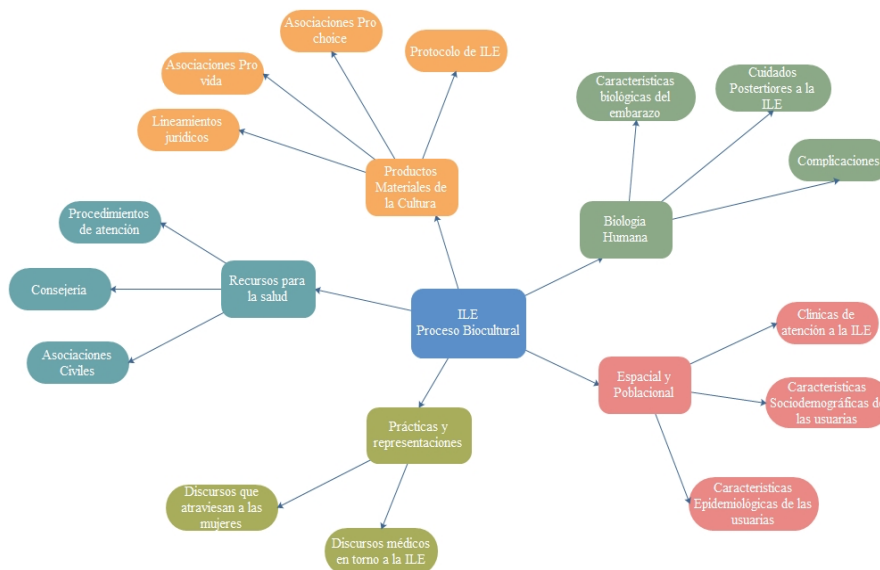 Asociaciones Pro
choice
Protocolo de ILE
Asociaciones Pro
vida
Lineamientos
jurídicos
Productos
Materiales de
la Cultura
Características
biológicas del
embarazo
Cuidados
Posteriores a la
ILE
Complicaciones
Biología
Humana
Procedimientos
de atención
Consejería
Asociaciones
Civiles
Recursos para
la salud
ILE
Proceso Biocultural
Clínicas de
atención a la ILE
Espacial y
Poblacional
Características
Sociodemográficas de
las usuarias
Características
Epidemiológicas de las
usuarias
Prácticas y
representaciones
Discursos que
atraviesan a las
mujeres
Discursos médicos
en torno a la ILE